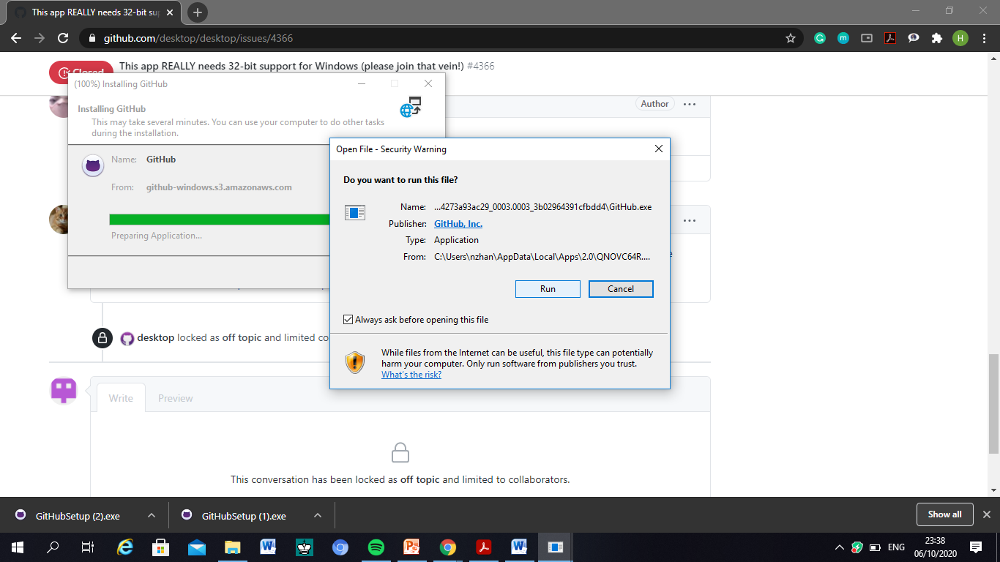 This app REALLY needs 32-bit sup
github.com/desktop/desktop/issues/4366
H
Closed
This app REALLY needs 32-bit support for Windows (please join that vein!) #4366
(100%) Installing GitHub
Installing GitHub
This may take several minutes. You can use your computer to do other tasks
during the installation.
Name: GitHub
From: github-windows.s3.amazonaws.com
Preparing Application...
Author
Open File - Security Warning
Do you want to run this file?
Name: ...4273a93ac29_0003.0003_3b02964391cfbdd4\GitHub.exe
Publisher: GitHub, Inc.
Type: Application
From: C:\Users\nzhan\AppData\Local\Apps\2.0\QNOVC64R....
Run
Cancel
Always ask before opening this file
While files from the Internet can be useful, this file type can potentially
harm your computer. Only run software from publishers you trust.
What's the risk?
desktop locked as off topic and limited co
Write
Preview
This conversation has been locked as off topic and limited to collaborators.
GitHubSetup (2).exe
GitHubSetup (1).exe
Show all
ENG
23:38
06/10/2020